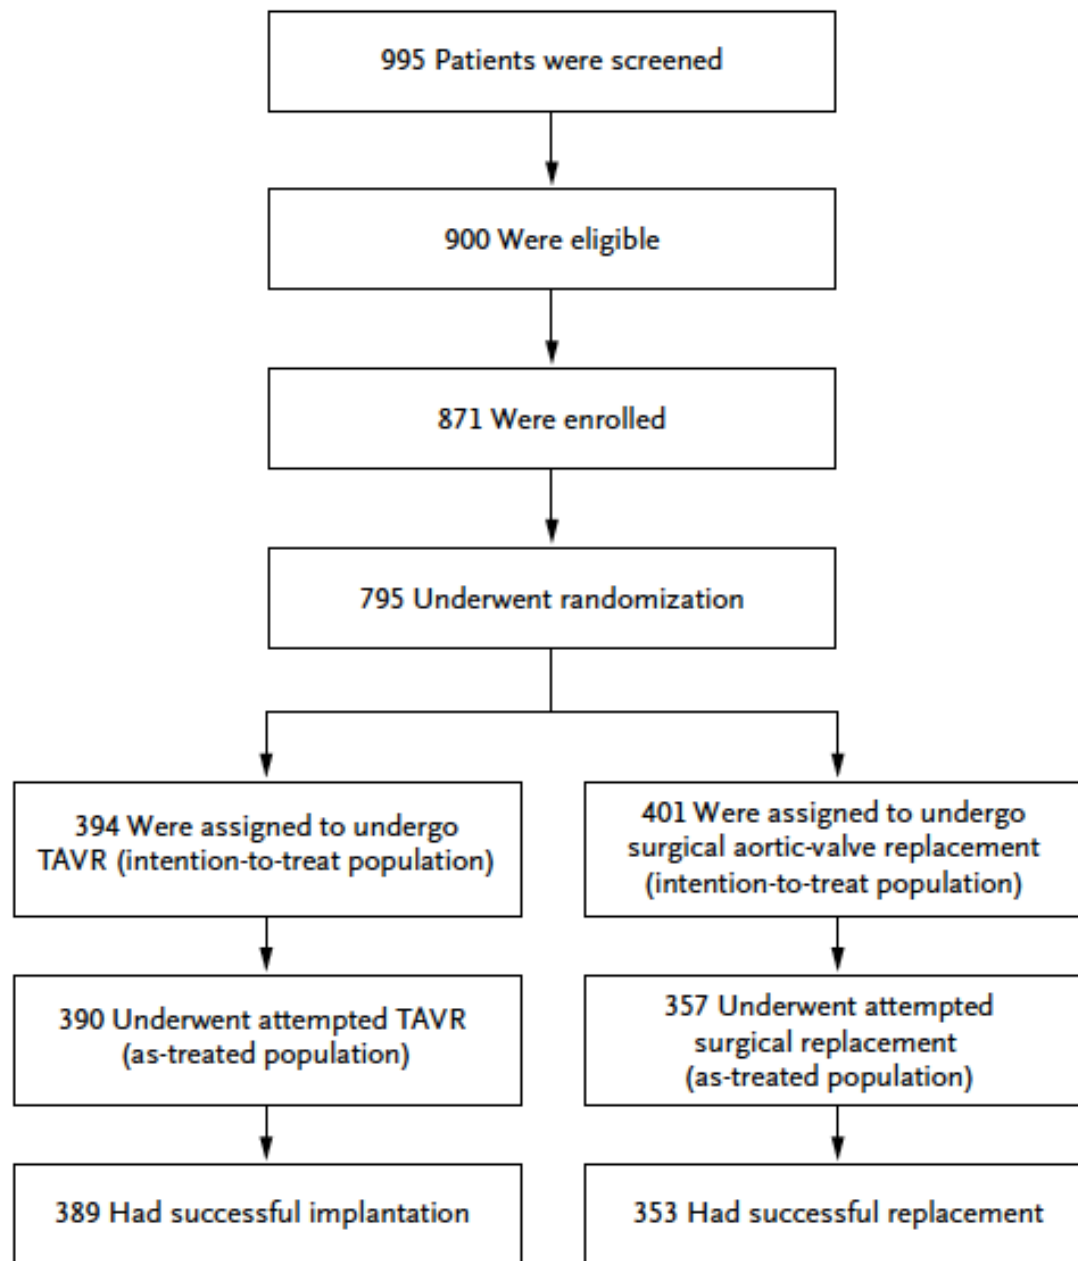 995 Patients were screened
900 Were eligible
871 Were enrolled
795 Underwent randomization
394 Were assigned to undergo
TAVR (intention-to-treat population)
401 Were assigned to undergo
surgical aortic-valve replacement
(intention-to-treat population)
390 Underwent attempted TAVR
(as-treated population)
357 Underwent attempted
surgical replacement
(as-treated population)
389 Had successful implantation
353 Had successful replacement